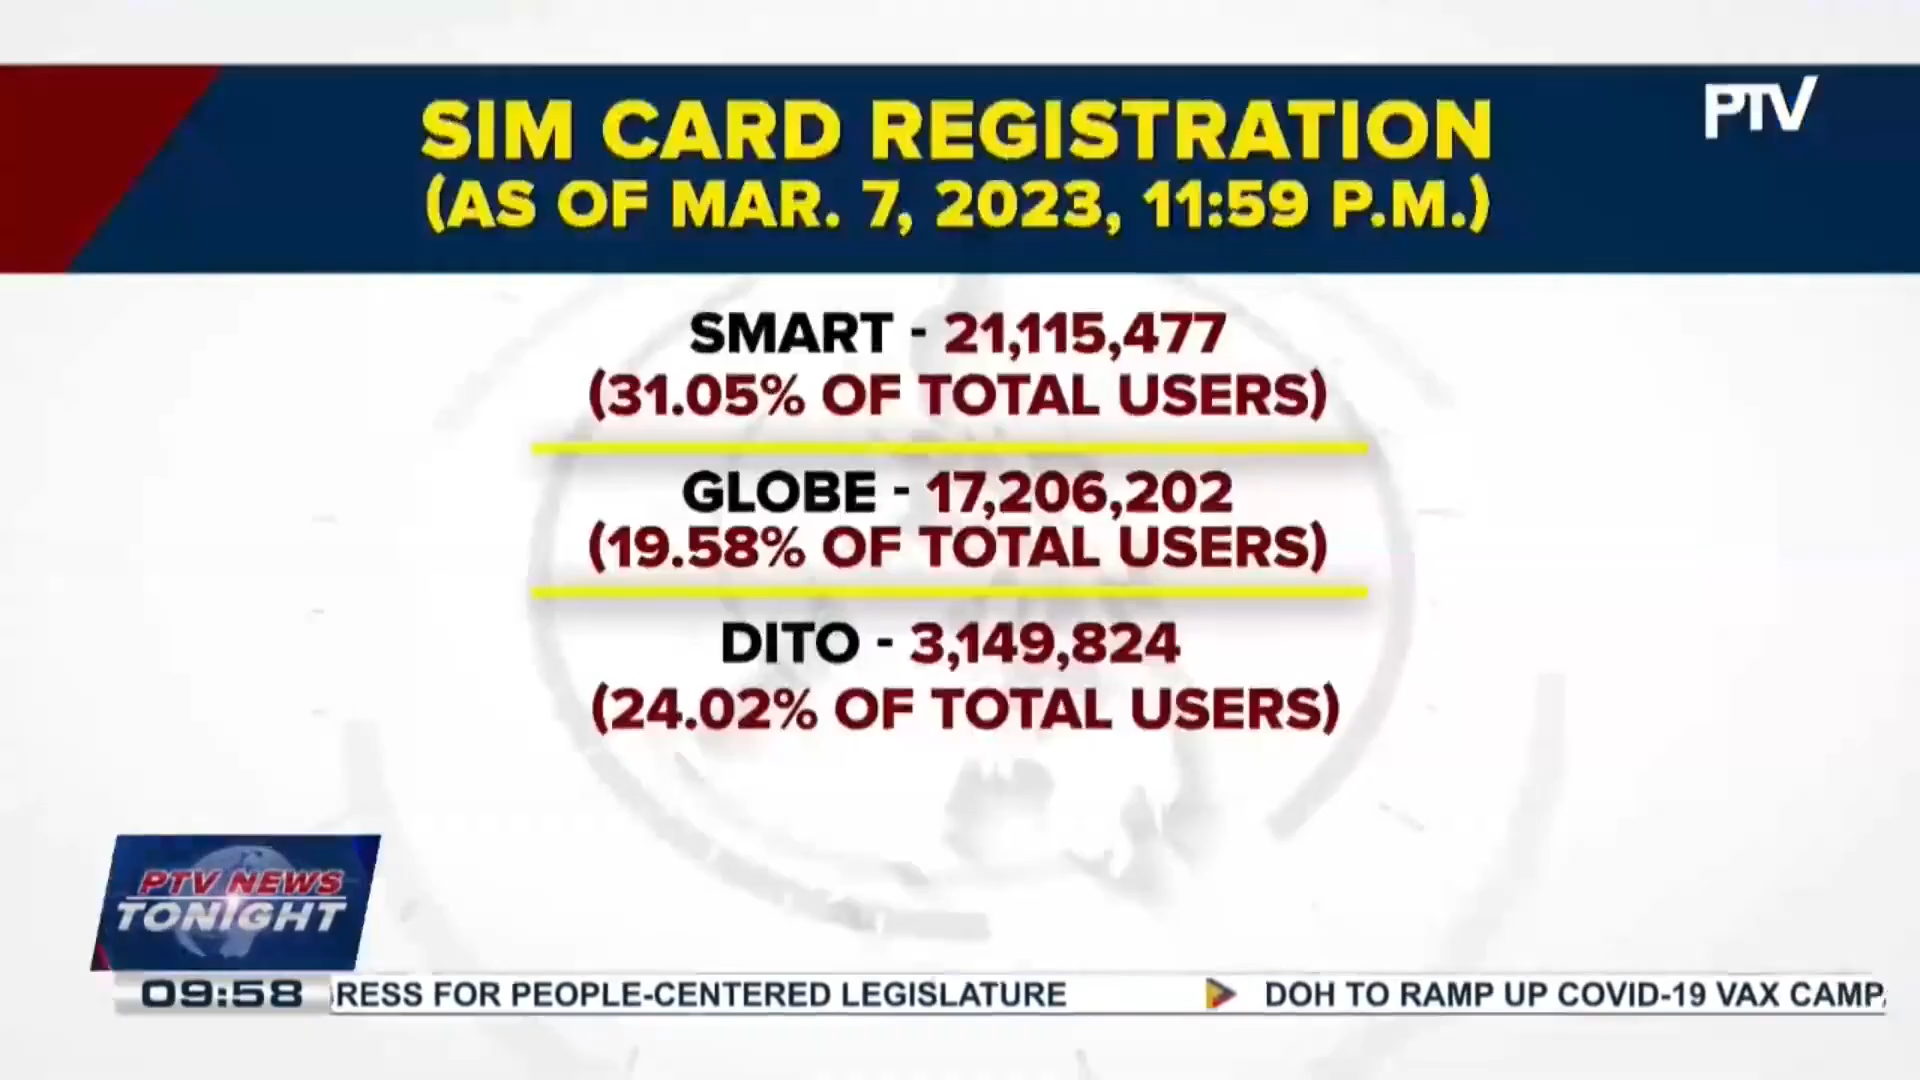 SIM CARD REGISTRATION
(AS OF MAR. 7, 2023, 11:59 P.M.)
PTV
SMART - 21,115,477
(31.05% OF TOTAL USERS)
GLOBE - 17,206,202
(19.58% OF TOTAL USERS)
DITO - 3,149,824
(24.02% OF TOTAL USERS)
PTV NEWS
TONIGHT
09:58 RESS FOR PEOPLE-CENTERED LEGISLATURE DOH TO RAMP UP COVID-19 VAX CAMP